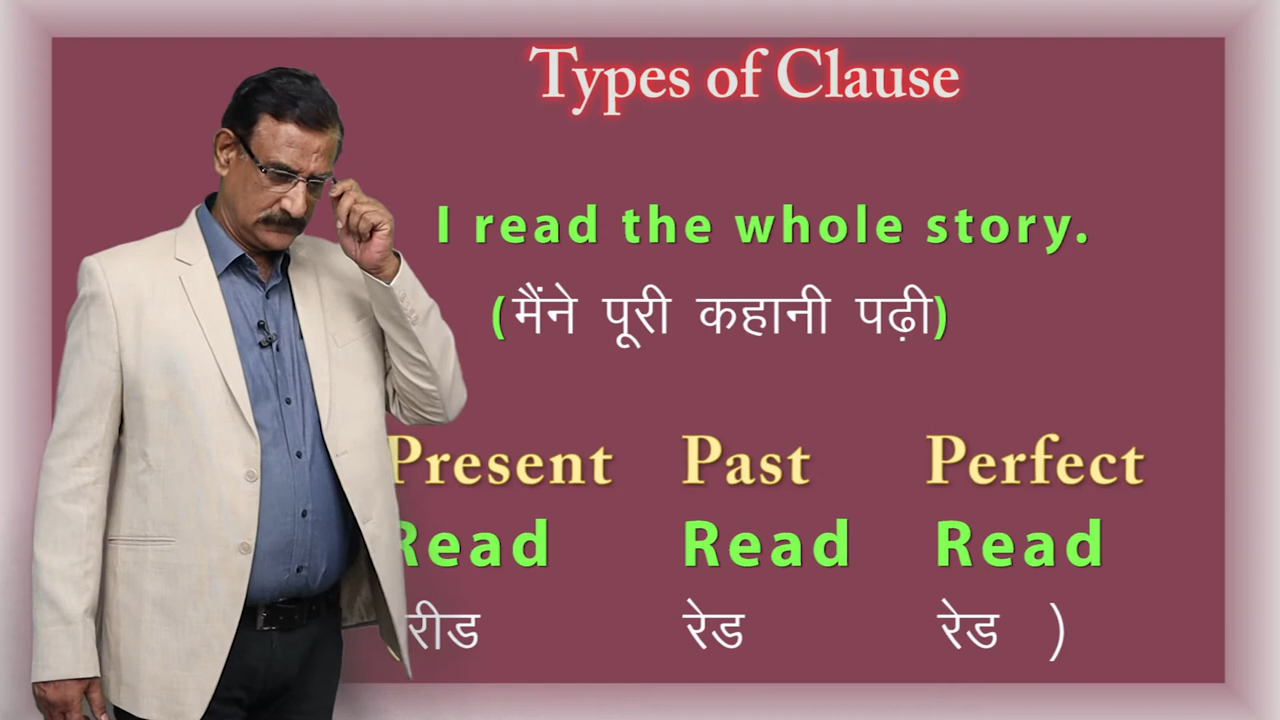 Types of Clause
I read the whole story.
(मैंने पूरी कहानी पढ़ी)
Present Past Perfect
Read Read Read
रीड रेड रेड )